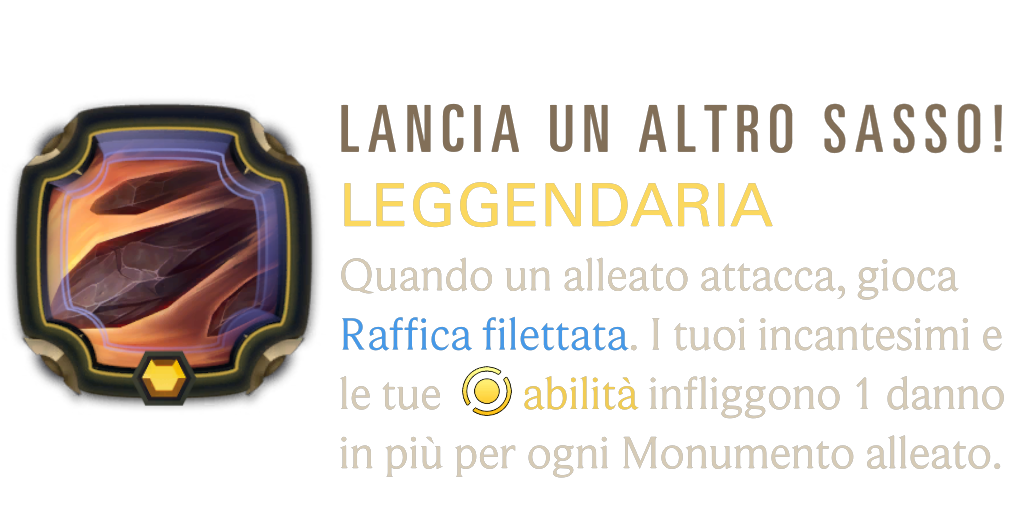 LANCIA UN ALTRO SASSO!
LEGGENDARIA
Quando un alleato attacca, gioca
Raffica filettata. I tuoi incantesimi e
le tue abilità infliggono 1 danno
in più per ogni Monumento alleato.